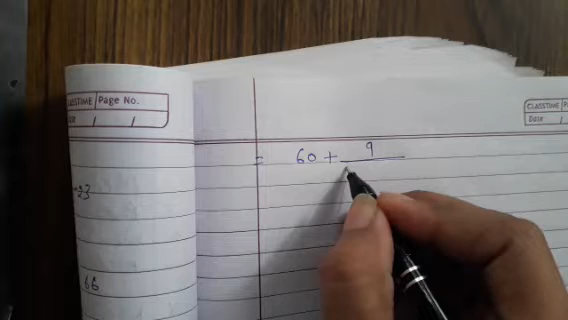 CLASSTIME Page No.
Date / /
-23
66
CLASSTIME
Date /
= 60 + 9